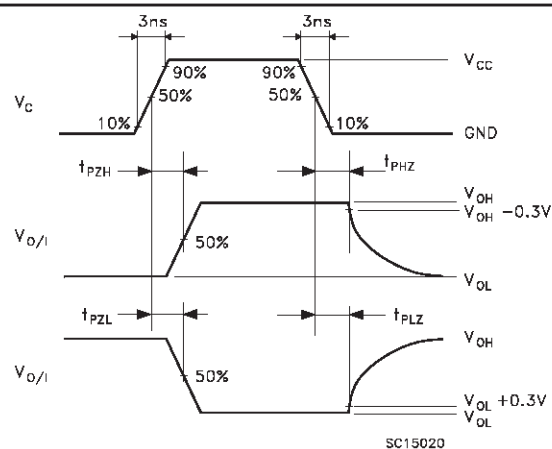 3ns 3ns
90% 90% V_CC
V_C 50% 50%
10% 10% GND
t_PZH t_PHZ
V_OH
V_OH −0.3V
V_O/I 50%
V_OL
t_PZL t_PLZ
V_OH
V_O/I 50%
V_OL +0.3V
V_OL
SC15020